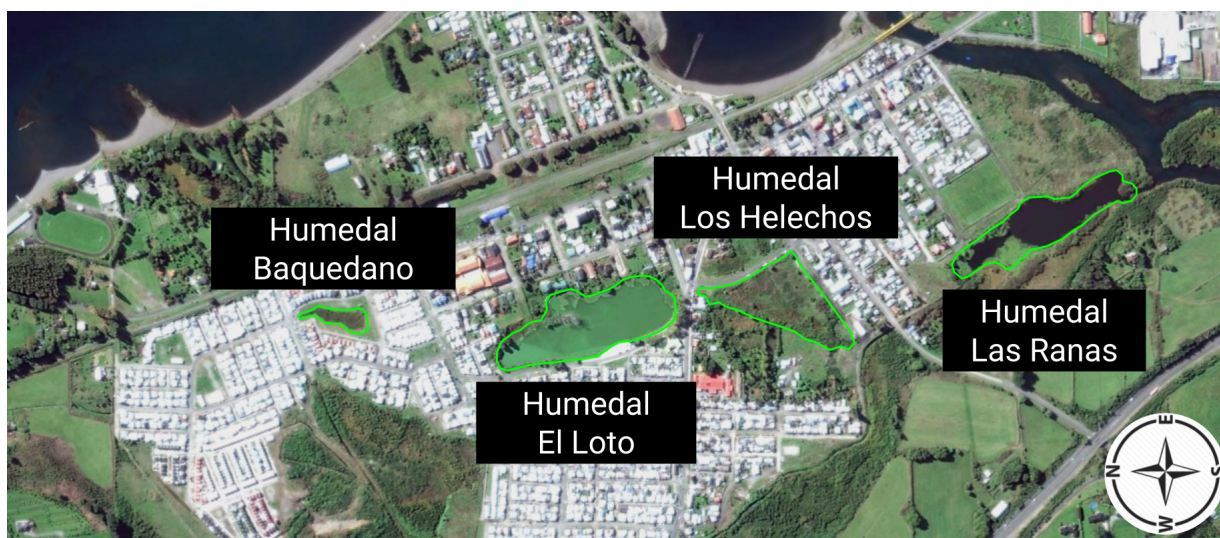 Humedal
Los Helechos
Humedal
Baquedano
Humedal
Las Ranas
Humedal
El Loto
E
N
S
W